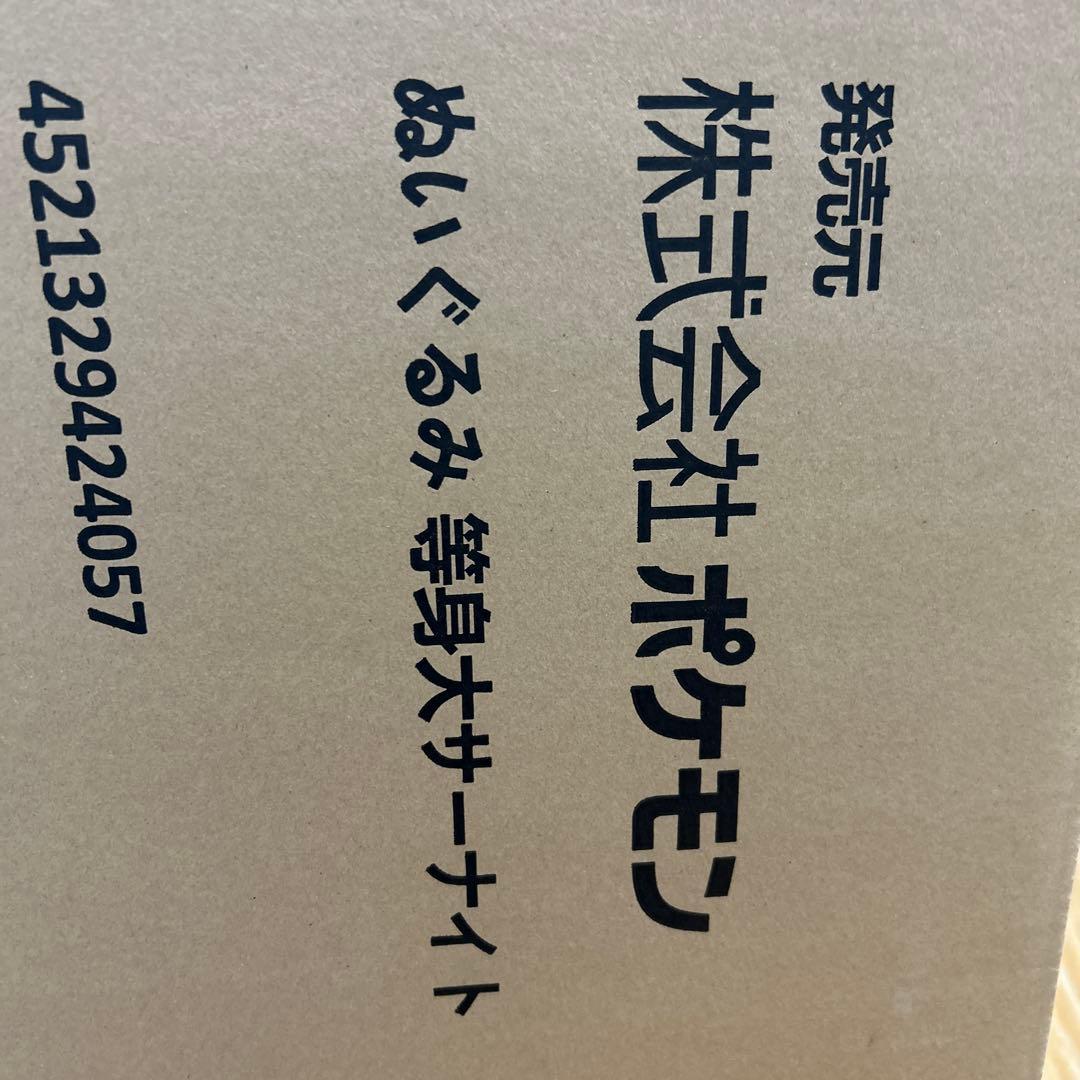 発売元
株式会社ポケモン
ぬいぐるみ 等身大サーナイト
4521329424057